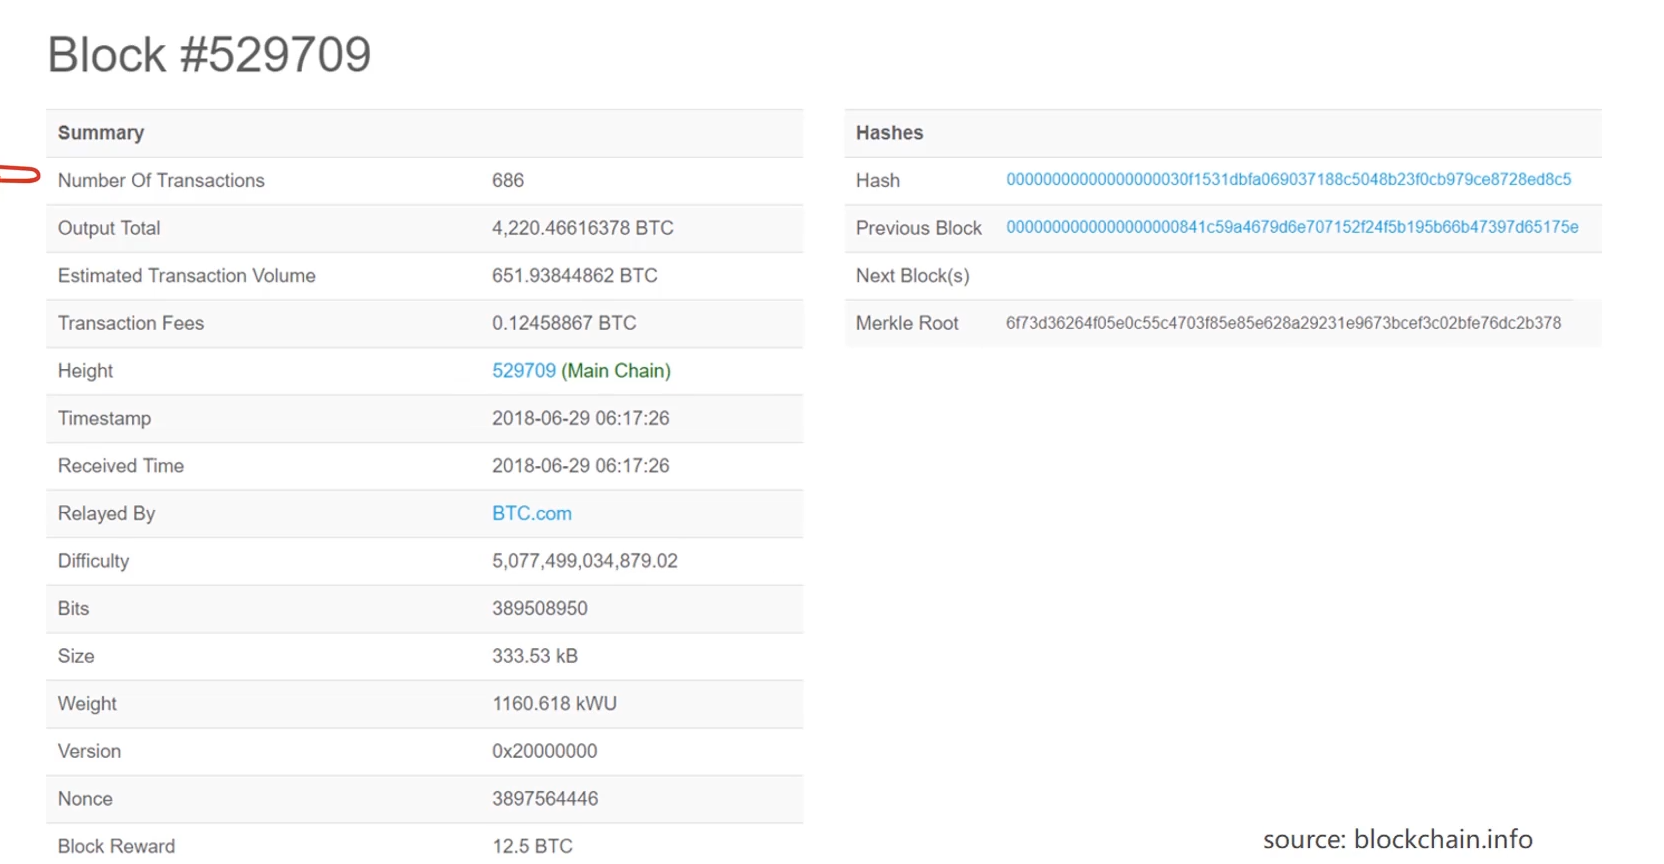 Block #529709
Summary
Number Of Transactions 686
Output Total 4,220.46616378 BTC
Estimated Transaction Volume 651.93844862 BTC
Transaction Fees 0.12458867 BTC
Height 529709 (Main Chain)
Timestamp 2018-06-29 06:17:26
Received Time 2018-06-29 06:17:26
Relayed By BTC.com
Difficulty 5,077,499,034,879.02
Bits 389508950
Size 333.53 kB
Weight 1160.618 kWU
Version 0x20000000
Nonce 3897564446
Block Reward 12.5 BTC
Hashes
Hash 00000000000000000030f1531dbfa069037188c5048b23f0cb979ce8728ed8c5
Previous Block 0000000000000000000841c59a4679d6e707152f24f5b195b66b47397d65175e
Next Block(s)
Merkle Root 6f73d36264f05e0c55c4703f85e85e628a29231e9673bcef3c02bfe76dc2b378
source: blockchain.info